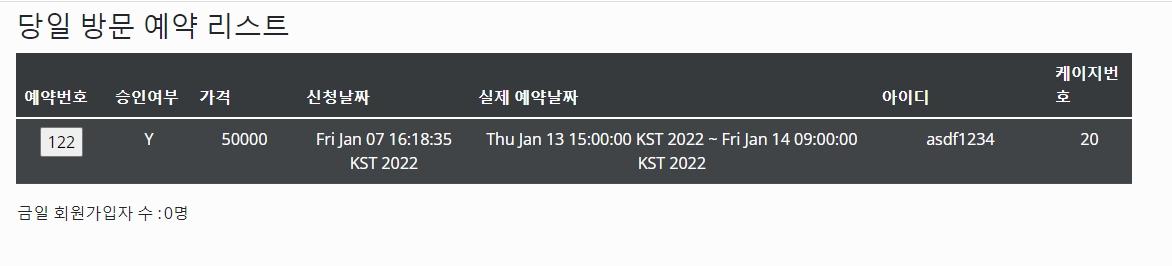 당일 방문 예약 리스트
예약번호 승인여부 가격 신청날짜 실제 예약날짜 아이디 케이지번
호
122 Y 50000 Fri Jan 07 16:18:35 Thu Jan 13 15:00:00 KST 2022 ~ Fri Jan 14 09:00:00 asdf1234 20
KST 2022 KST 2022
금일 회원가입자 수 : 0명